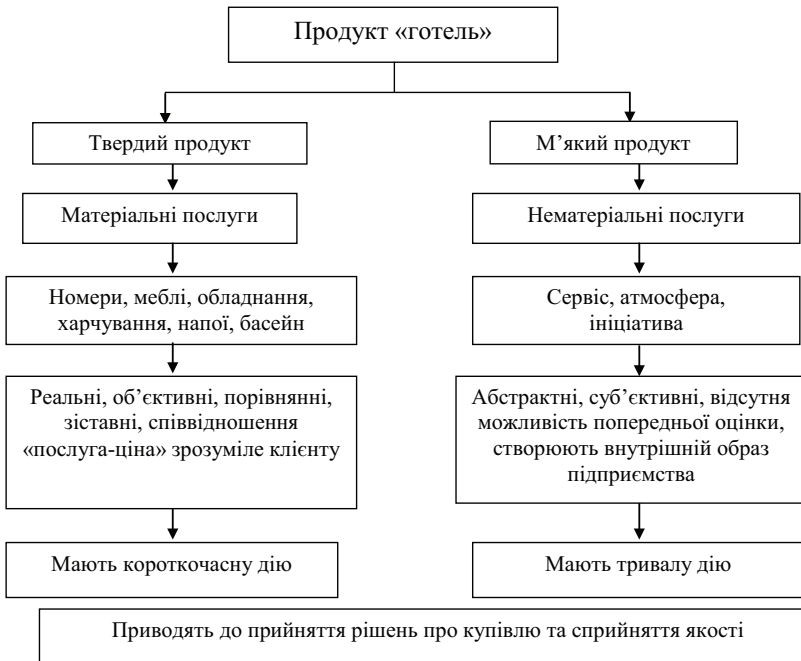 Продукт «готель»
Твердий продукт
М’який продукт
Матеріальні послуги
Нематеріальні послуги
Номери, меблі, обладнання,
харчування, напої, басейн
Сервіс, атмосфера,
ініціатива
Реальні, об’єктивні, порівнянні,
зіставні, співвідношення
«послуга-ціна» зрозуміле клієнту
Абстрактні, суб’єктивні, відсутня
можливість попередньої оцінки,
створюють внутрішній образ
підприємства
Мають короткочасну дію
Мають тривалу дію
Приводять до прийняття рішень про купівлю та сприйняття якості